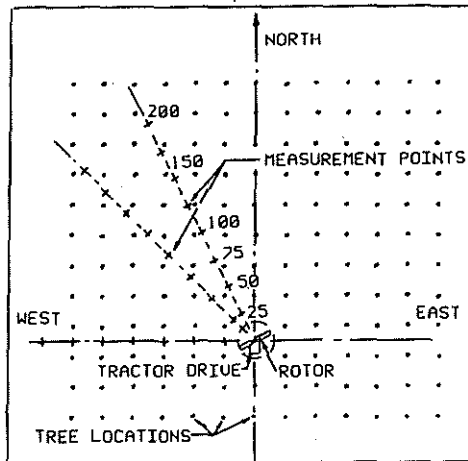 NORTH
200
150
MEASUREMENT POINTS
100
75
50
25
WEST
EAST
TRACTOR DRIVE
ROTOR
TREE LOCATIONS